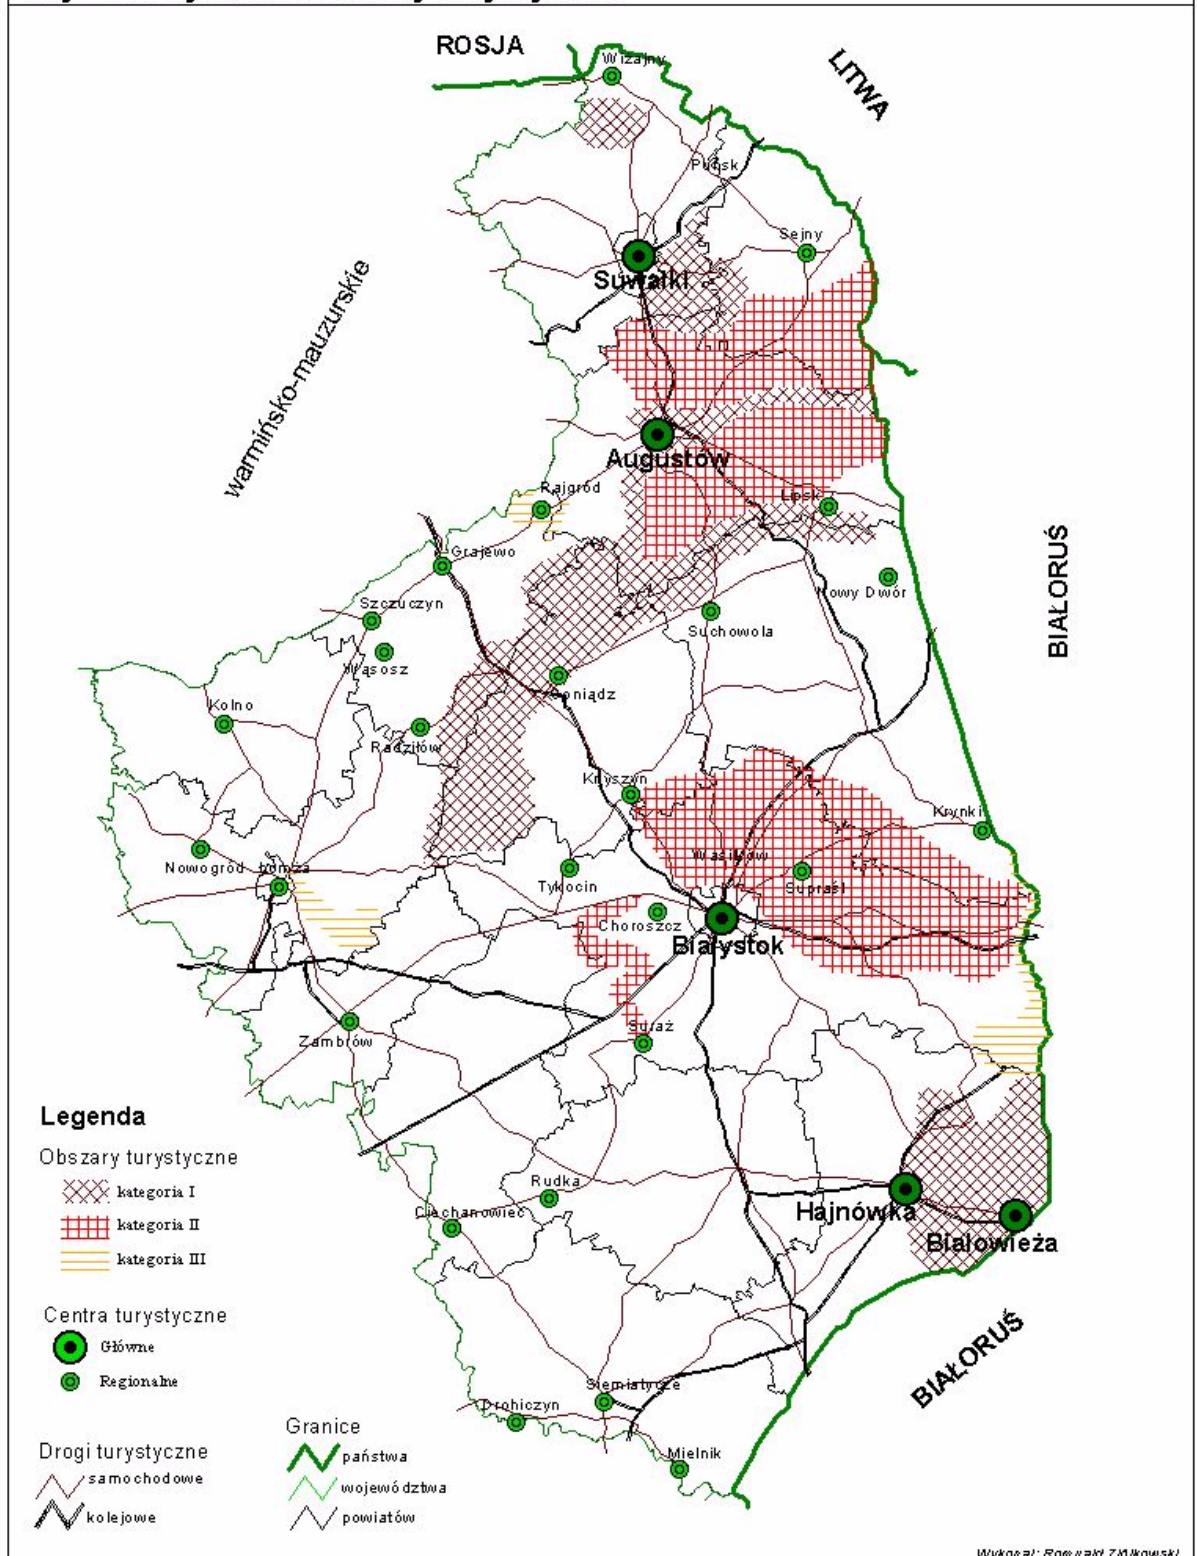 ROSJA
LITWA
Wiżajny
Puńsk
Sejny
Suwałki
warmińsko-mauzurskie
Augustów
Rajgród
Lipsk
Grajewo
BIAŁORUŚ
owy Dwór
Szczuczyn
Suchowola
Wąsosz
Goniądz
Kolno
Radziłów
Knyszyn
Krynki
Wasilków
Nowogród
Łomża
Tykocin
Supraśl
Choroszcz
Białystok
Suraż
Zambrów
Legenda
Obszary turystyczne
kategoria I
kategoria II
kategoria III
Rudka
Ciechanowiec
Hajnówka
Białowieża
Centra turystyczne
Główne
Regionalne
BIAŁORUŚ
Siemiatycze
Drohiczyn
Mielnik
Drogi turystyczne
samochodowe
kolejowe
Granice
państwa
województwa
powiatów